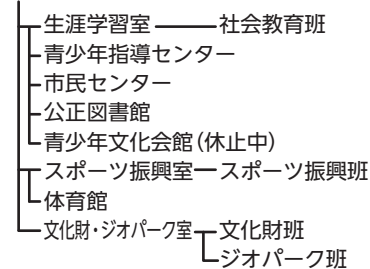 生涯学習室 社会教育班
青少年指導センター
市民センター
公正図書館
青少年文化会館(休止中)
スポーツ振興室 スポーツ振興班
体育館
文化財・ジオパーク室 文化財班
ジオパーク班